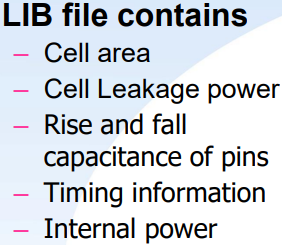 LIB file contains
– Cell area
– Cell Leakage power
– Rise and fall
capacitance of pins
– Timing information
– Internal power